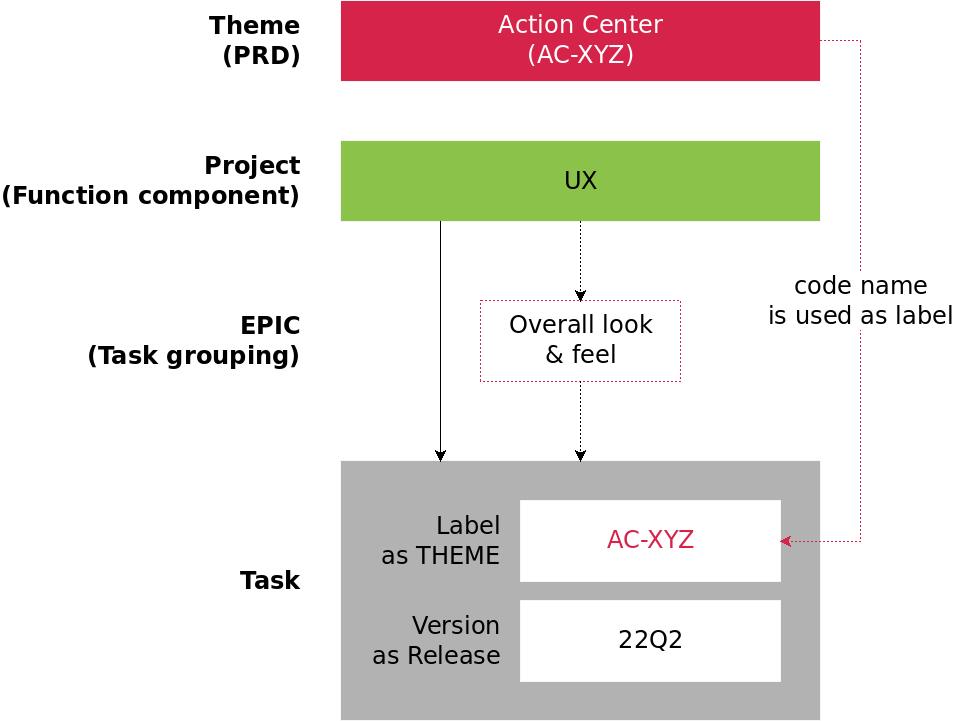 Theme
(PRD)
Action Center
(AC-XYZ)
Project
(Function component)
UX
code name
is used as label
EPIC
(Task grouping)
Overall look
& feel
Task
Label
as THEME
AC-XYZ
Version
as Release
22Q2